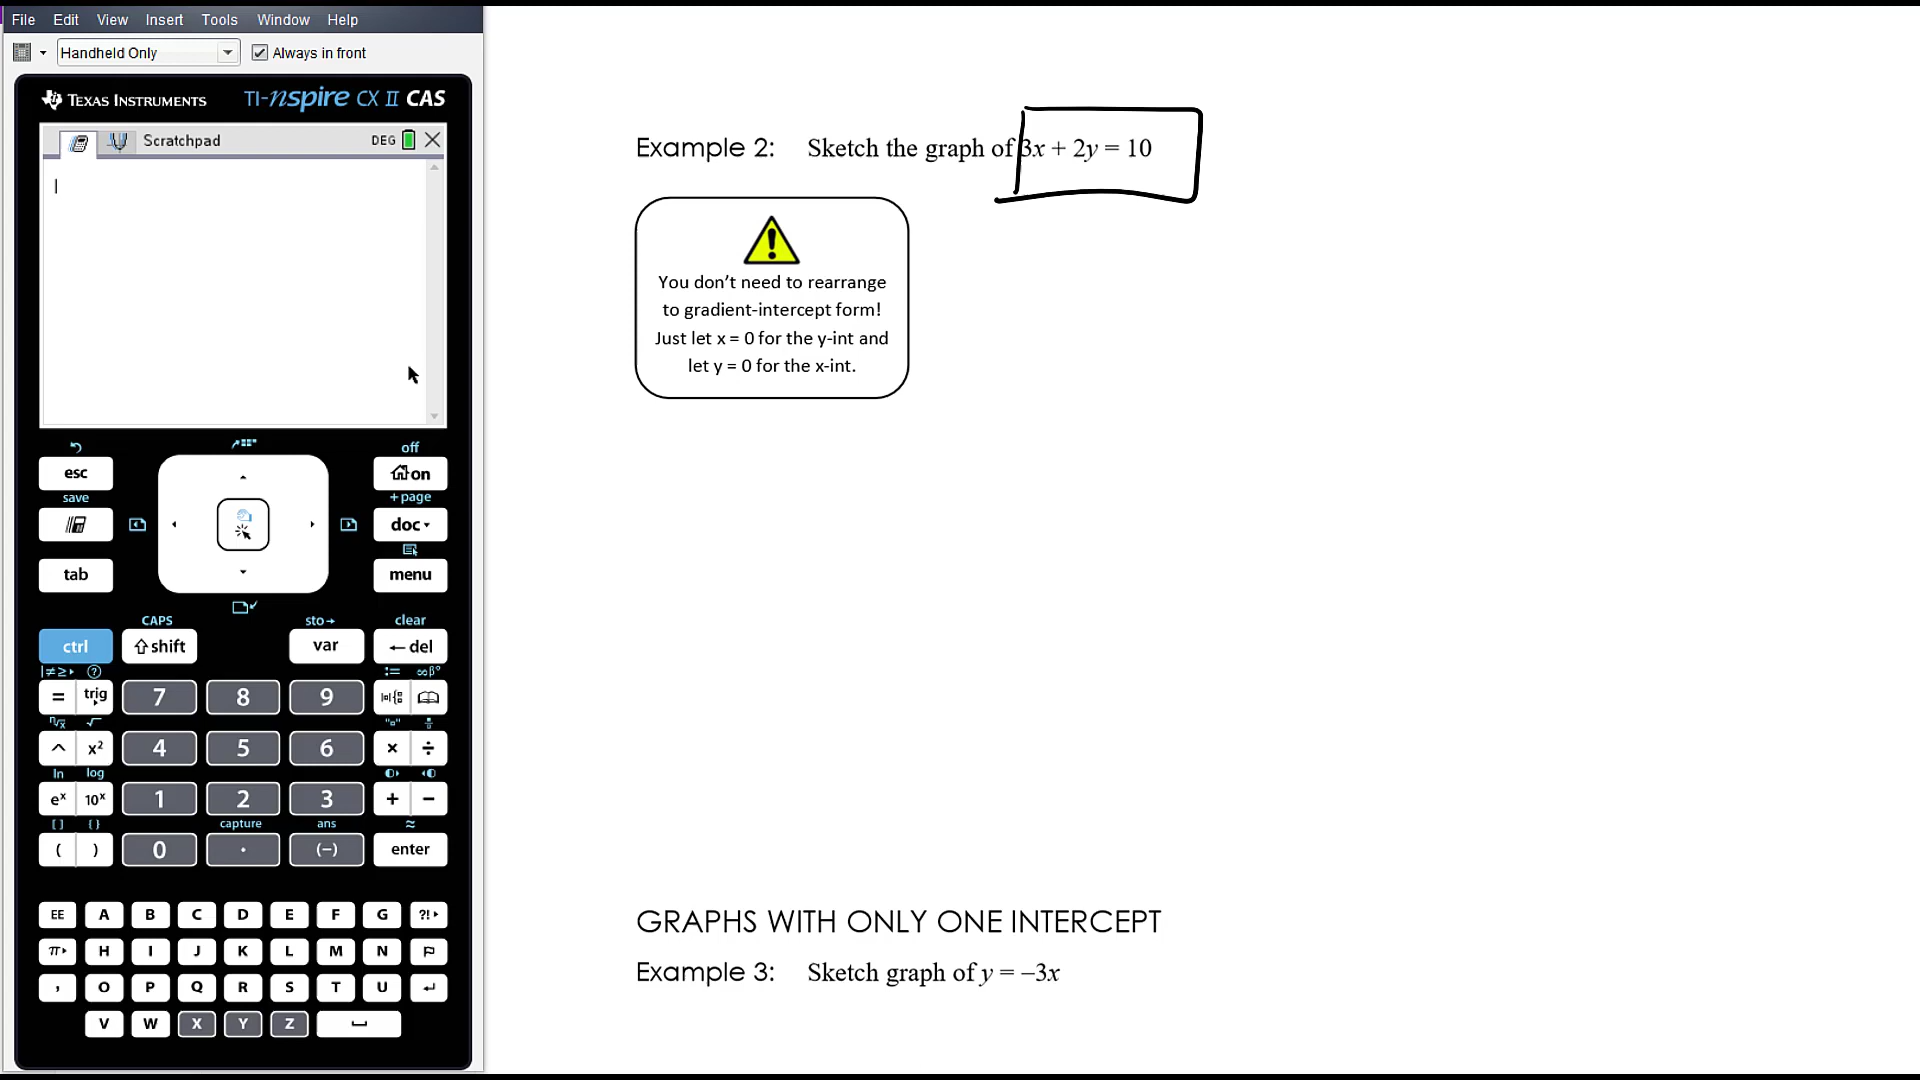 File Edit View Insert Tools Window Help
Handheld Only Always in front
TEXAS INSTRUMENTS TI-nspire CX II CAS
Scratchpad DEG
off
esc on
save + page
doc
tab menu
CAPS sto→ clear
ctrl shift var ←del
|≠≥▸ ? := ∞β°
= trig 7 8 9
ⁿ√x √
^ x² 4 5 6 × ÷
ln log
eˣ 10ˣ 1 2 3 + −
[ ] { } capture ans ≈
( ) 0 . (−) enter
EE A B C D E F G ?!▸
π▸ H I J K L M N
, O P Q R S T U ↵
V W X Y Z
Example 2: Sketch the graph of 3x + 2y = 10
You don’t need to rearrange
to gradient-intercept form!
Just let x = 0 for the y-int and
let y = 0 for the x-int.
GRAPHS WITH ONLY ONE INTERCEPT
Example 3: Sketch graph of y = –3x